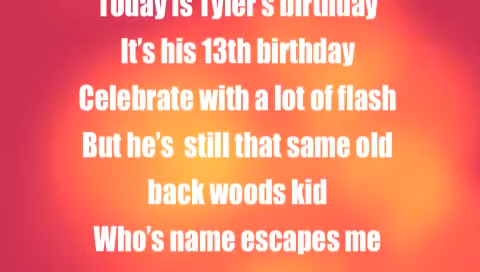 Today is Tyler's birthday
It's his 13th birthday
Celebrate with a lot of flash
But he's still that same old
back woods kid
Who's name escapes me